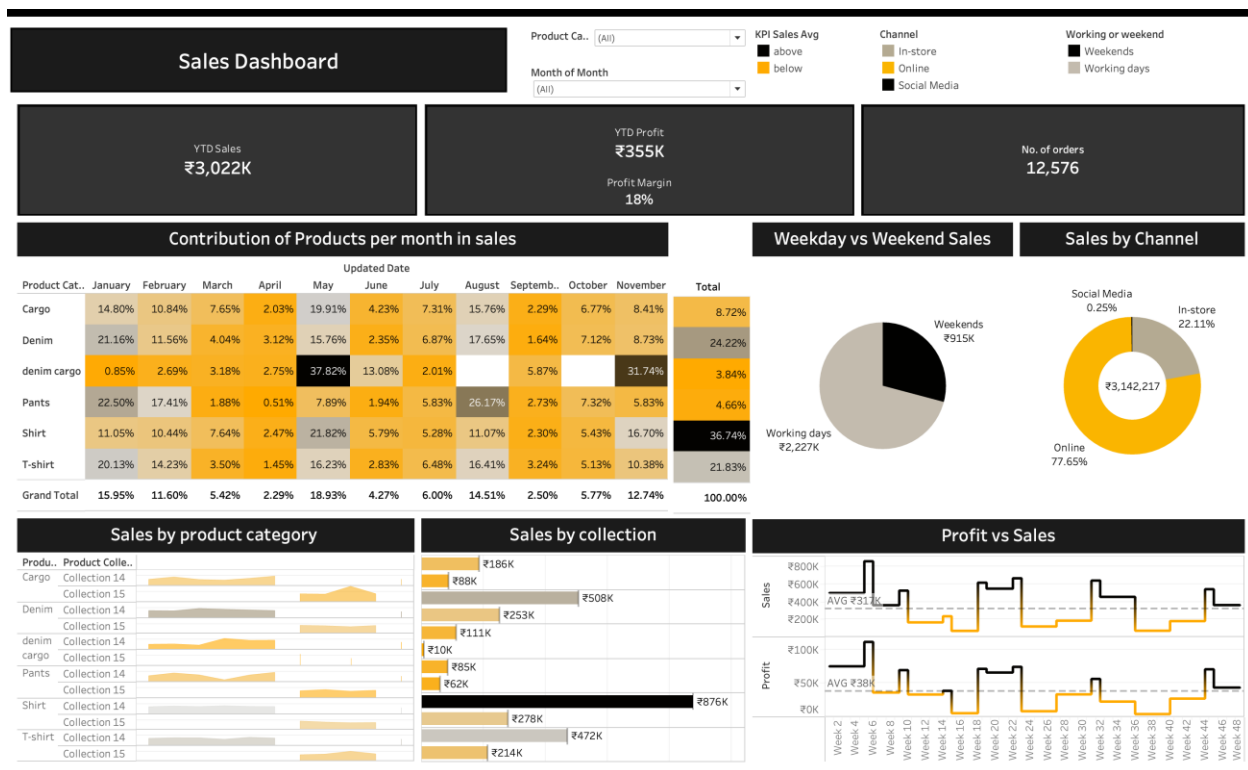 Sales Dashboard
Product Ca.. (All)
Month of Month
(All)
KPI Sales Avg
above
below
Channel
In-store
Online
Social Media
Working or weekend
Weekends
Working days
YTD Sales
₹3,022K
YTD Profit
₹355K
Profit Margin
18%
No. of orders
12,576
Contribution of Products per month in sales
Updated Date
Product Cat.. January February March April May June July August Septemb.. October November Total
Cargo 14.80% 10.84% 7.65% 2.03% 19.91% 4.23% 7.31% 15.76% 2.29% 6.77% 8.41% 8.72%
Denim 21.16% 11.56% 4.04% 3.12% 15.76% 2.35% 6.87% 17.65% 1.64% 7.12% 8.73% 24.22%
denim cargo 0.85% 2.69% 3.18% 2.75% 37.82% 13.08% 2.01% 5.87% 31.74% 3.84%
Pants 22.50% 17.41% 1.88% 0.51% 7.89% 1.94% 5.83% 26.17% 2.73% 7.32% 5.83% 4.66%
Shirt 11.05% 10.44% 7.64% 2.47% 21.82% 5.79% 5.28% 11.07% 2.30% 5.43% 16.70% 36.74%
T-shirt 20.13% 14.23% 3.50% 1.45% 16.23% 2.83% 6.48% 16.41% 3.24% 5.13% 10.38% 21.83%
Grand Total 15.95% 11.60% 5.42% 2.29% 18.93% 4.27% 6.00% 14.51% 2.50% 5.77% 12.74% 100.00%
Weekday vs Weekend Sales
Weekends
₹915K
Working days
₹2,227K
Sales by Channel
Social Media
0.25%
In-store
22.11%
₹3,142,217
Online
77.65%
Sales by product category
Produ.. Product Colle..
Cargo Collection 14
Collection 15
Denim Collection 14
Collection 15
denim Collection 14
cargo Collection 15
Pants Collection 14
Collection 15
Shirt Collection 14
Collection 15
T-shirt Collection 14
Collection 15
Sales by collection
₹186K
₹88K
₹508K
₹253K
₹111K
₹10K
₹85K
₹62K
₹876K
₹278K
₹472K
₹214K
Profit vs Sales
Sales
₹800K
₹600K
₹400K
₹200K
AVG ₹317K
Profit
₹100K
₹50K
₹0K
AVG ₹38K
Week 2
Week 4
Week 6
Week 8
Week 10
Week 12
Week 14
Week 16
Week 18
Week 20
Week 22
Week 24
Week 26
Week 28
Week 30
Week 32
Week 34
Week 36
Week 38
Week 40
Week 42
Week 44
Week 46
Week 48